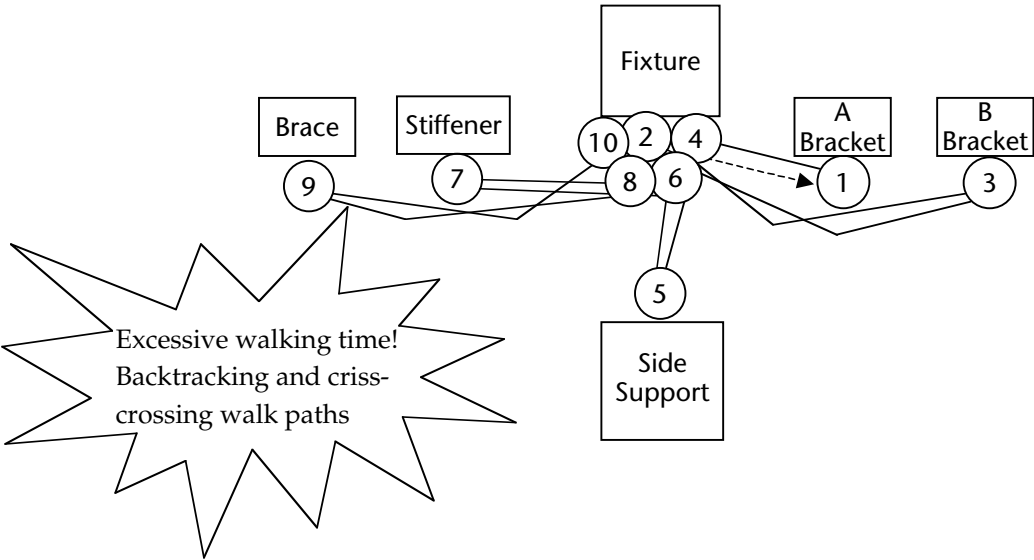 Fixture
Brace
Stiffener
A
Bracket
B
Bracket
10
2
4
9
7
8
6
1
3
5
Side
Support
Excessive walking time!
Backtracking and criss-
crossing walk paths